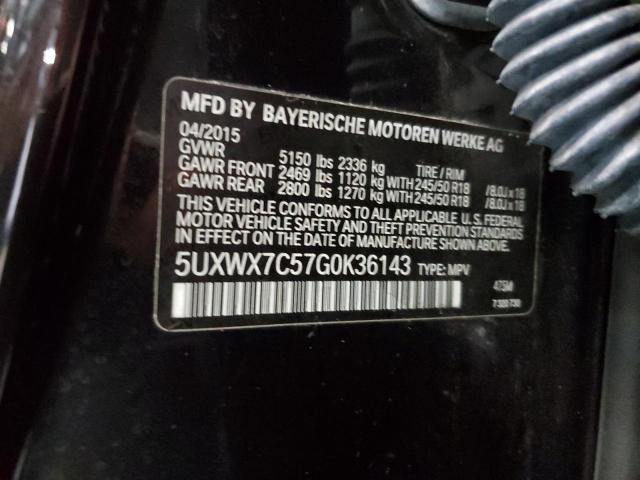 MFD BY BAYERISCHE MOTOREN WERKE AG
04/2015
GVWR 5150 lbs 2336 kg TIRE / RIM
GAWR FRONT 2469 lbs 1120 kg WITH 245/50 R18 / 8.0J x 18
GAWR REAR 2800 lbs 1270 kg WITH 245/50 R18 / 8.0J x 18
THIS VEHICLE CONFORMS TO ALL APPLICABLE U.S. FEDERAL
MOTOR VEHICLE SAFETY AND THEFT PREVENTION STANDARDS
IN EFFECT ON THE DATE OF MANUFACTURE SHOWN ABOVE.
5UXWX7C57G0K36143 TYPE: MPV